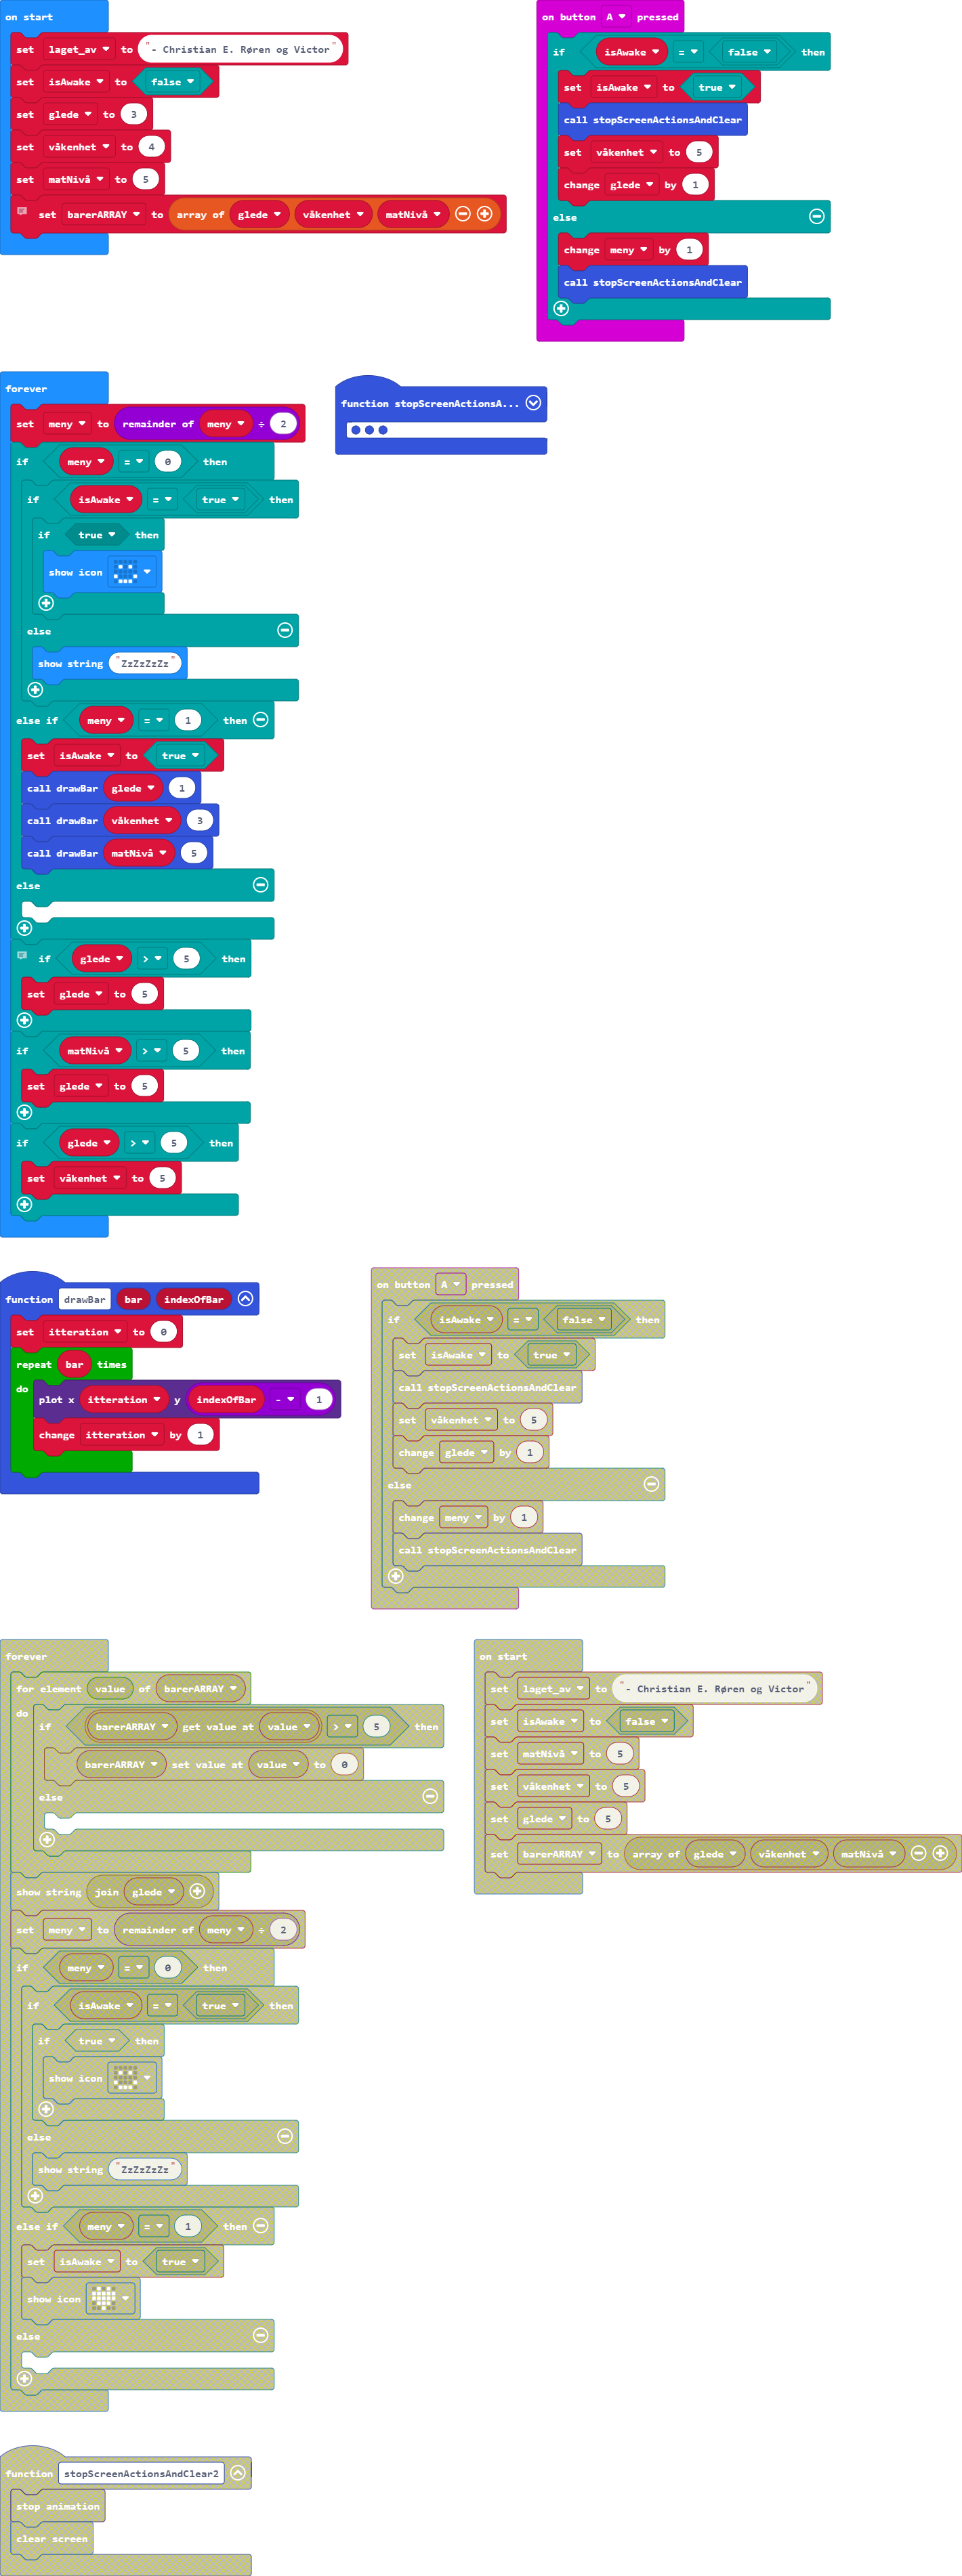 on start
set laget_av to "- Christian E. Røren og Victor"
set isAwake to false
set glede to 3
set våkenhet to 4
set matNivå to 5
set barerARRAY to array of glede våkenhet matNivå
on button A pressed
if isAwake = false then
set isAwake to true
call stopScreenActionsAndClear
set våkenhet to 5
change glede by 1
else
change meny by 1
call stopScreenActionsAndClear
forever
set meny to remainder of meny ÷ 2
if meny = 0 then
if isAwake = true then
if true then
show icon
else
show string "ZzZzZzZz"
else if meny = 1 then
set isAwake to true
call drawBar glede 1
call drawBar våkenhet 3
call drawBar matNivå 5
else
if glede > 5 then
set glede to 5
if matNivå > 5 then
set glede to 5
if glede > 5 then
set våkenhet to 5
function stopScreenActionsA...
function drawBar bar indexOfBar
set itteration to 0
repeat bar times
do plot x itteration y indexOfBar - 1
change itteration by 1
on button A pressed
if isAwake = false then
set isAwake to true
call stopScreenActionsAndClear
set våkenhet to 5
change glede by 1
else
change meny by 1
call stopScreenActionsAndClear
forever
for element value of barerARRAY
do if barerARRAY get value at value > 5 then
barerARRAY set value at value to 0
else
show string join glede
set meny to remainder of meny ÷ 2
if meny = 0 then
if isAwake = true then
if true then
show icon
else
show string "ZzZzZzZz"
else if meny = 1 then
set isAwake to true
show icon
else
on start
set laget_av to "- Christian E. Røren og Victor"
set isAwake to false
set matNivå to 5
set våkenhet to 5
set glede to 5
set barerARRAY to array of glede våkenhet matNivå
function stopScreenActionsAndClear2
stop animation
clear screen